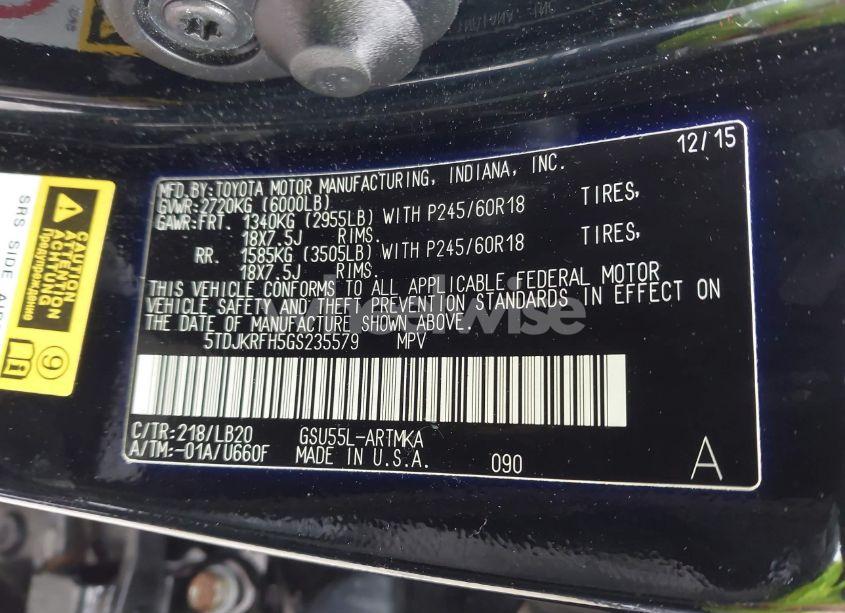 12/15
MFD.BY:TOYOTA MOTOR MANUFACTURING, INDIANA, INC.
GVWR:2720KG (6000LB)
GAWR:FRT. 1340KG (2955LB) WITH P245/60R18 TIRES,
18X7.5J RIMS.
RR. 1585KG (3505LB) WITH P245/60R18 TIRES,
18X7.5J RIMS.
THIS VEHICLE CONFORMS TO ALL APPLICABLE FEDERAL MOTOR
VEHICLE SAFETY AND THEFT PREVENTION STANDARDS IN EFFECT ON
THE DATE OF MANUFACTURE SHOWN ABOVE.
5TDJKRFH5GS235579 MPV
C/TR:218/LB20 GSU55L-ARTMKA
A/TM:-01A/U660F MADE IN U.S.A. 090 A
SRS SIDE
CAUTION
ATTENTION
ACHTUNG
Предупреждение
9